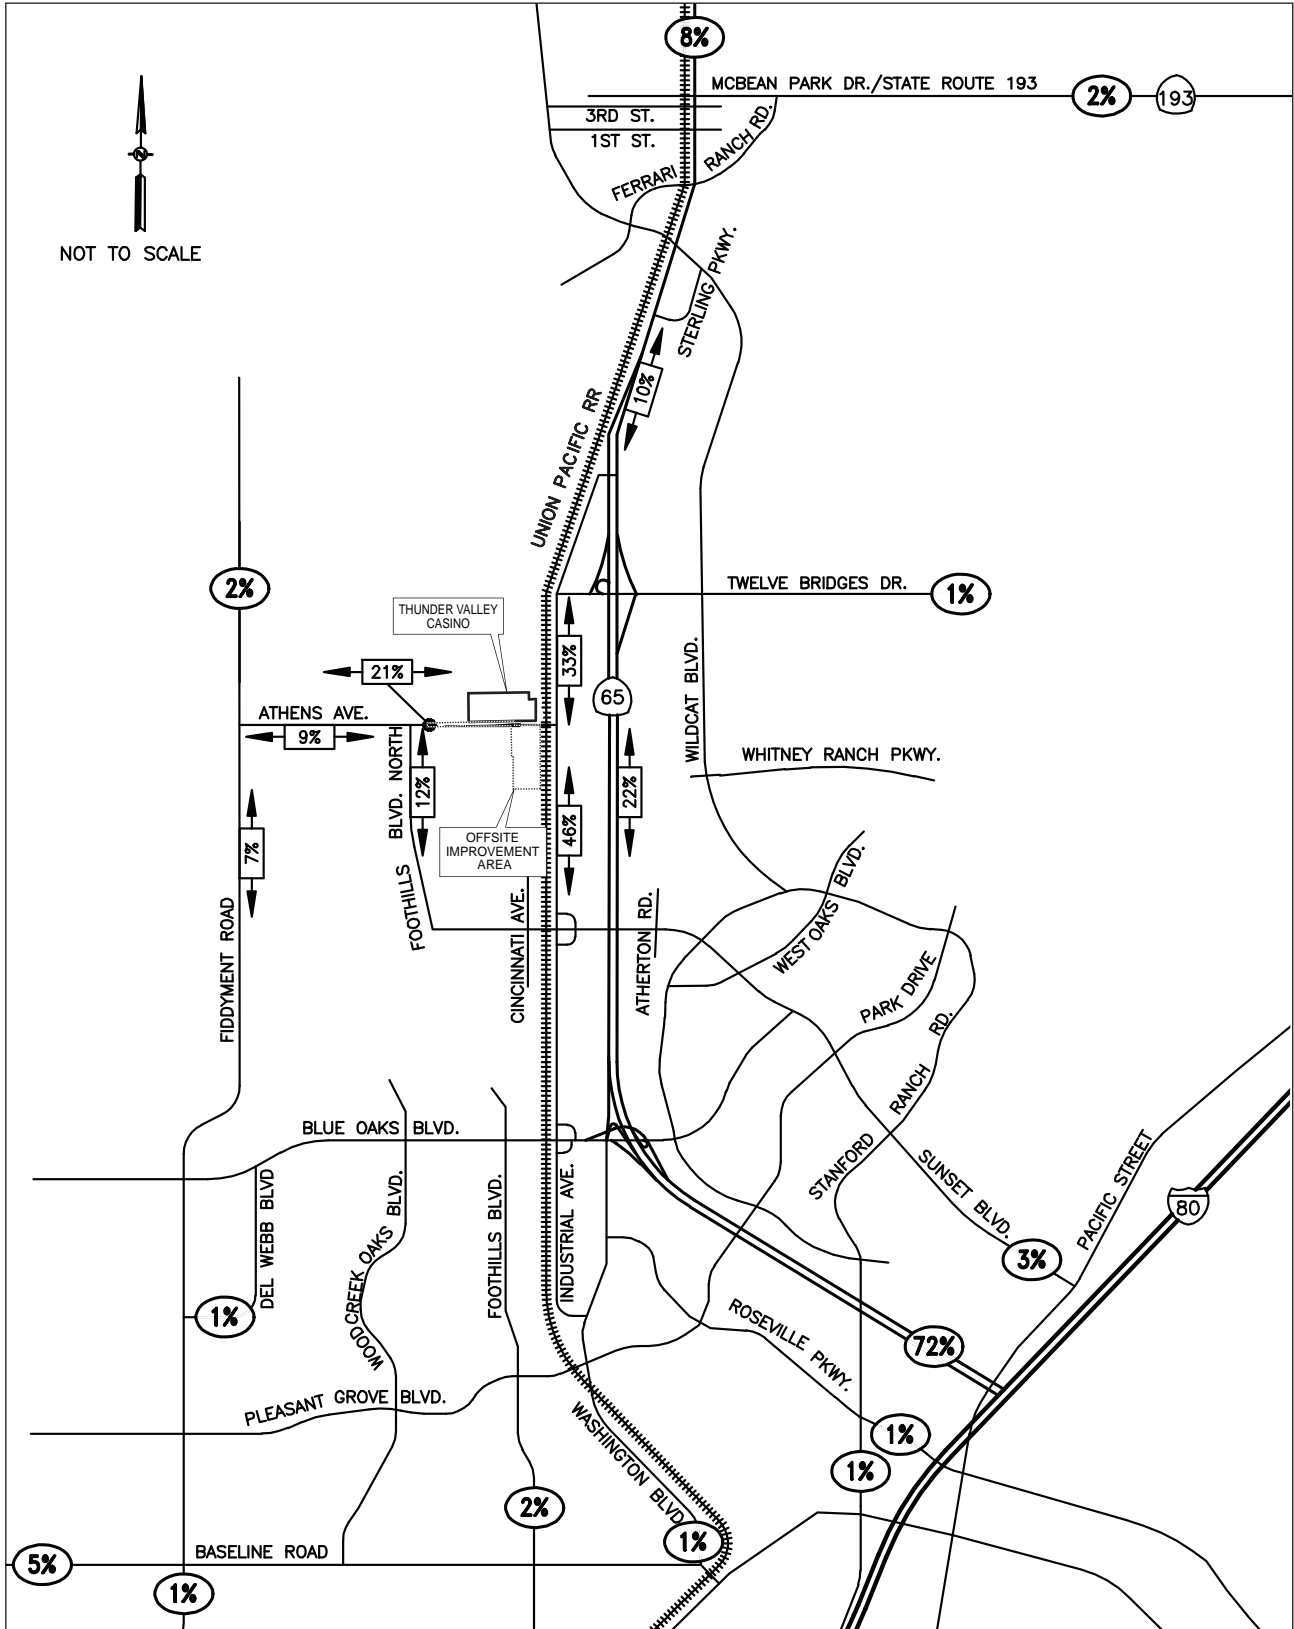 8%
MCBEAN PARK DR./STATE ROUTE 193
2%
193
3RD ST.
1ST ST.
FERRARI
RANCH RD.
N
NOT TO SCALE
STERLING PKWY.
10%
UNION PACIFIC RR
2%
TWELVE BRIDGES DR.
1%
THUNDER VALLEY
CASINO
33%
21%
65
WILDCAT BLVD.
ATHENS AVE.
9%
WHITNEY RANCH PKWY.
FOOTHILLS
BLVD. NORTH
12%
22%
46%
7%
OFFSITE
IMPROVEMENT
AREA
FIDDYMENT ROAD
CINCINNATI AVE.
ATHERTON RD.
WEST OAKS
BLVD.
PARK DRIVE
STANFORD
RANCH
RD.
BLUE OAKS BLVD.
DEL WEBB BLVD
WOODCREEK OAKS BLVD.
FOOTHILLS BLVD.
INDUSTRIAL AVE.
SUNSET BLVD.
PACIFIC STREET
80
3%
1%
ROSEVILLE PKWY.
72%
PLEASANT GROVE BLVD.
WASHINGTON BLVD.
1%
1%
2%
1%
BASELINE ROAD
5%
1%